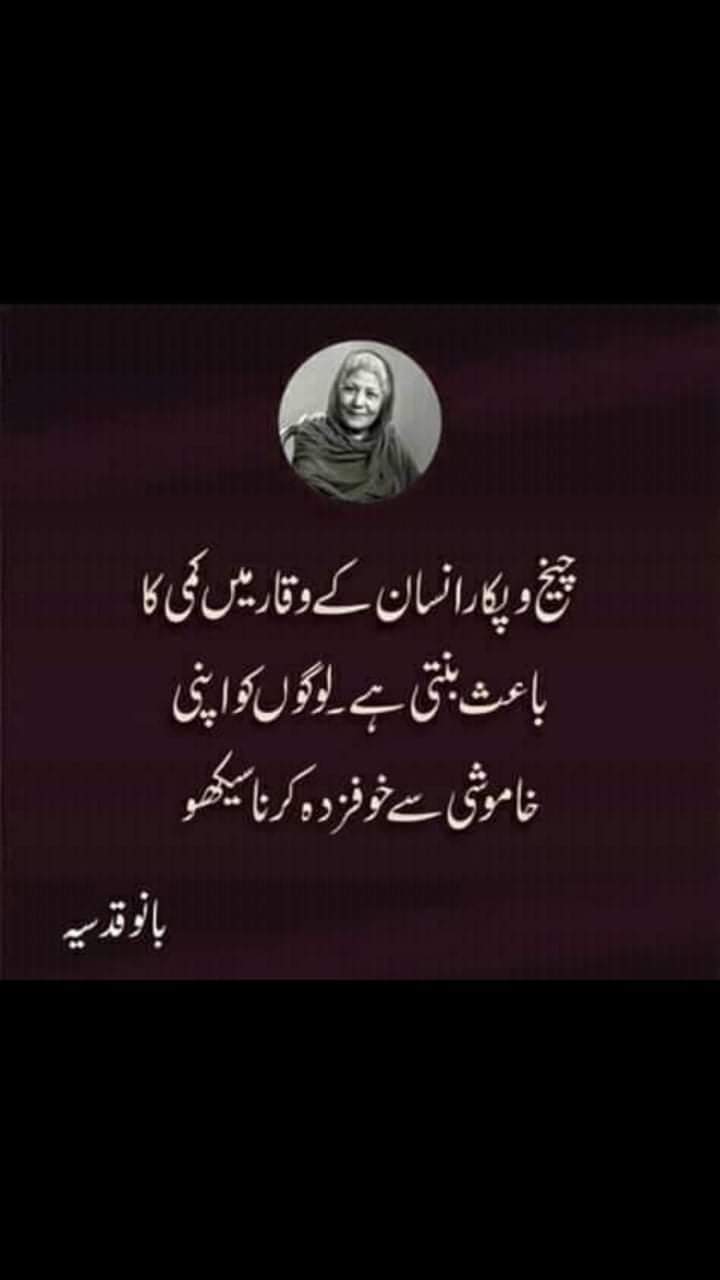 چیخ و پکار انسان کے وقار میں کمی کا
باعث بنتی ہے۔ لوگوں کو اپنی
خاموشی سے خوفزدہ کرنا سیکھو
بانو قدسیہ